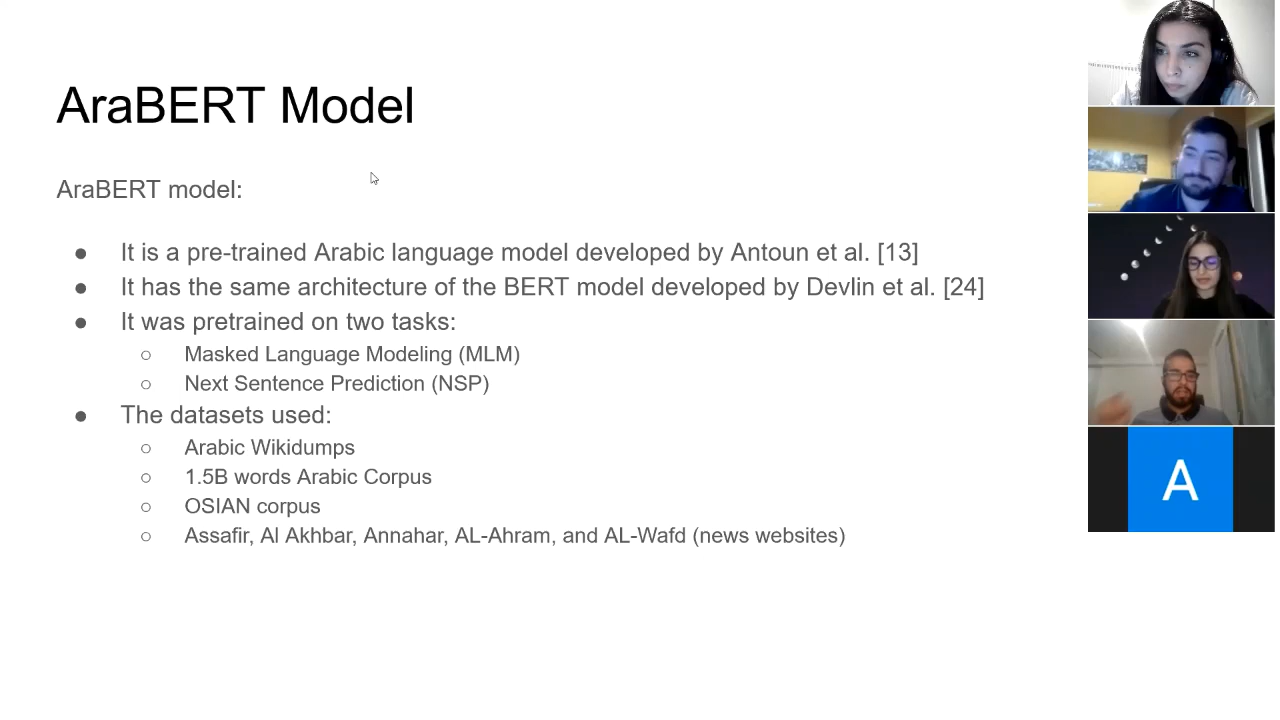 AraBERT Model
AraBERT model:
● It is a pre-trained Arabic language model developed by Antoun et al. [13]
● It has the same architecture of the BERT model developed by Devlin et al. [24]
● It was pretrained on two tasks:
○ Masked Language Modeling (MLM)
○ Next Sentence Prediction (NSP)
● The datasets used:
○ Arabic Wikidumps
○ 1.5B words Arabic Corpus
○ OSIAN corpus
○ Assafir, Al Akhbar, Annahar, AL-Ahram, and AL-Wafd (news websites)
A